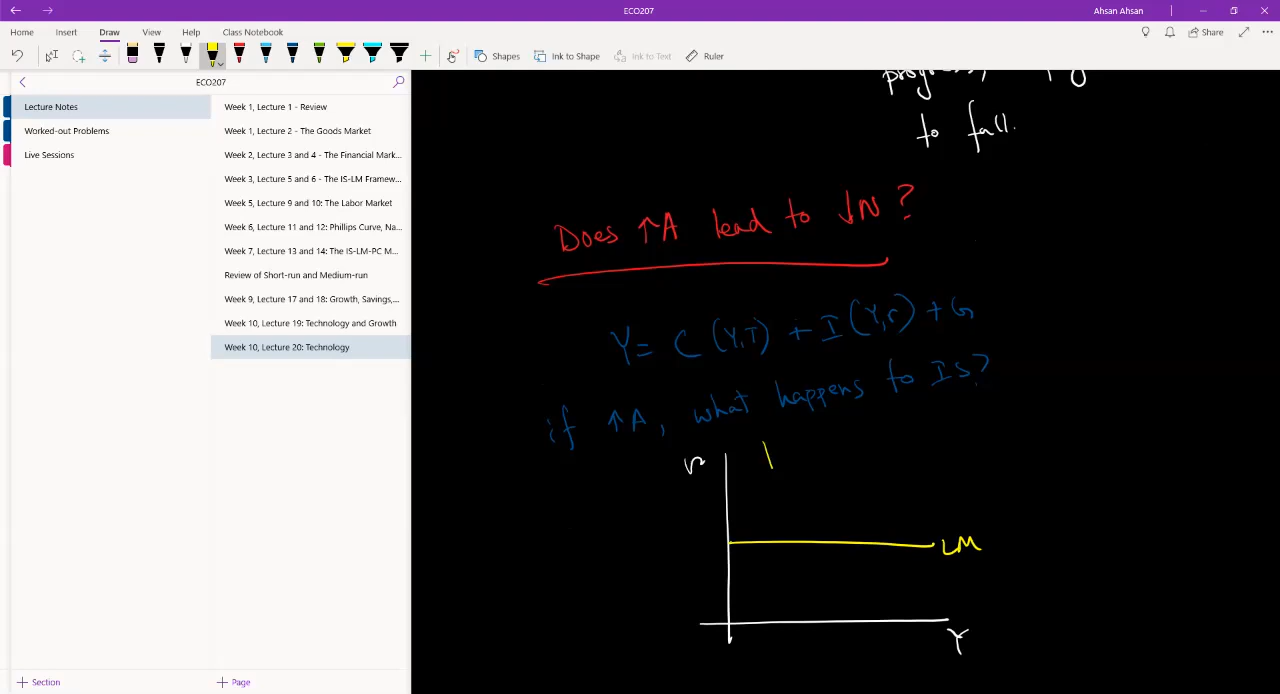 ECO207
Ahsan Ahsan
Home Insert Draw View Help Class Notebook
Share
Shapes Ink to Shape Ink to Text Ruler
ECO207
Lecture Notes
Worked-out Problems
Live Sessions
Week 1, Lecture 1 - Review
Week 1, Lecture 2 - The Goods Market
Week 2, Lecture 3 and 4 - The Financial Mark...
Week 3, Lecture 5 and 6 - The IS-LM Framew...
Week 5, Lecture 9 and 10: The Labor Market
Week 6, Lecture 11 and 12: Phillips Curve, Na...
Week 7, Lecture 13 and 14: The IS-LM-PC M...
Review of Short-run and Medium-run
Week 9, Lecture 17 and 18: Growth, Savings,...
Week 10, Lecture 19: Technology and Growth
Week 10, Lecture 20: Technology
+ Section
+ Page
progress,
to fall.
Does ↑A lead to ↓N?
Y = C (Y,T) + I (Y,r) + G
if ↑A, what happens to IS?
r
LM
Y